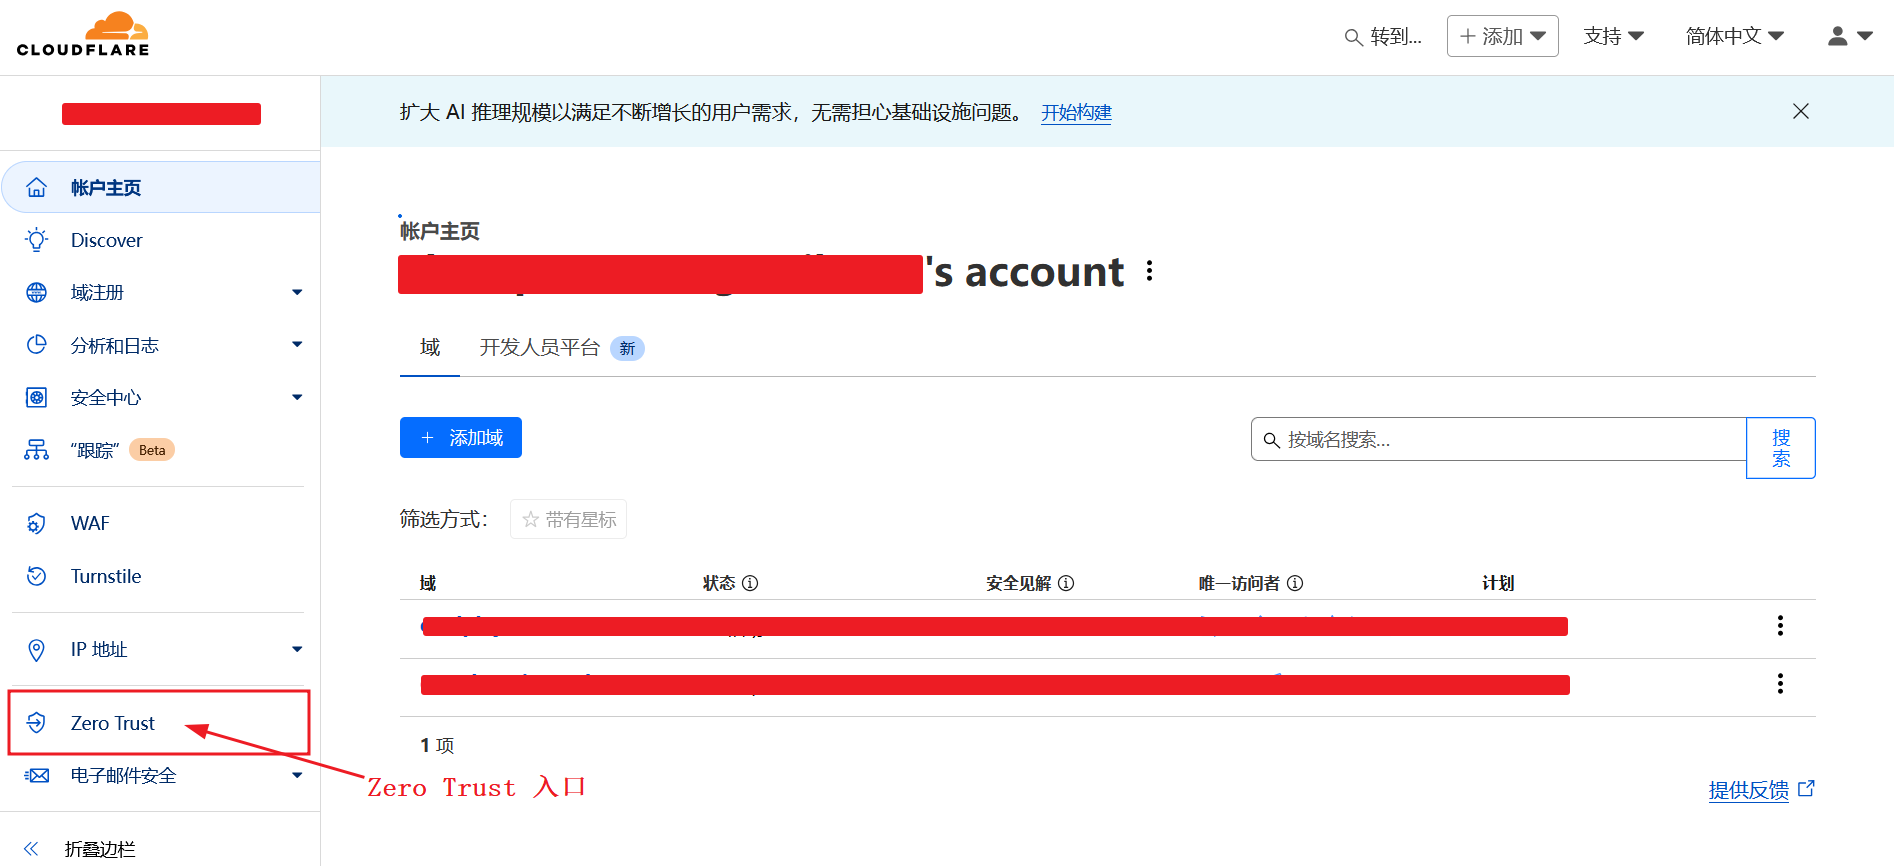 CLOUDFLARE
转到...
添加
支持
简体中文
扩大 AI 推理规模以满足不断增长的用户需求，无需担心基础设施问题。 开始构建
帐户主页
Discover
域注册
分析和日志
安全中心
“跟踪” Beta
WAF
Turnstile
IP 地址
Zero Trust
电子邮件安全
折叠边栏
帐户主页
's account
域 开发人员平台 新
添加域
按域名搜索...
搜
索
筛选方式： 带有星标
域 状态 安全见解 唯一访问者 计划
1 项
Zero Trust 入口
提供反馈